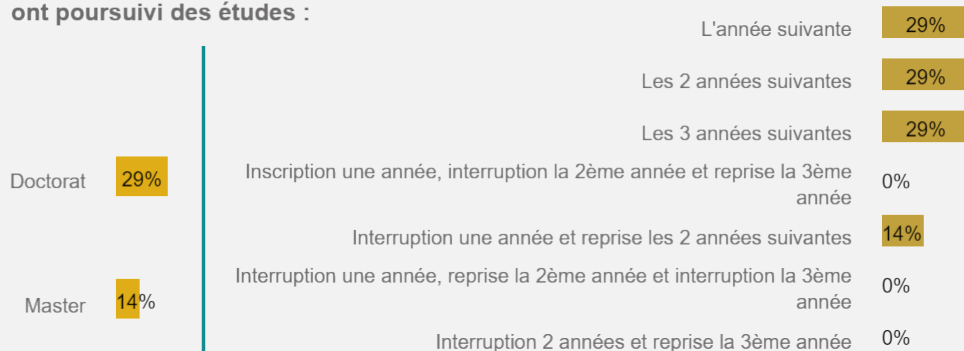 ont poursuivi des études :
Doctorat 29%
Master 14%
L'année suivante 29%
Les 2 années suivantes 29%
Les 3 années suivantes 29%
Inscription une année, interruption la 2ème année et reprise la 3ème
année 0%
Interruption une année et reprise les 2 années suivantes 14%
Interruption une année, reprise la 2ème année et interruption la 3ème
année 0%
Interruption 2 années et reprise la 3ème année 0%